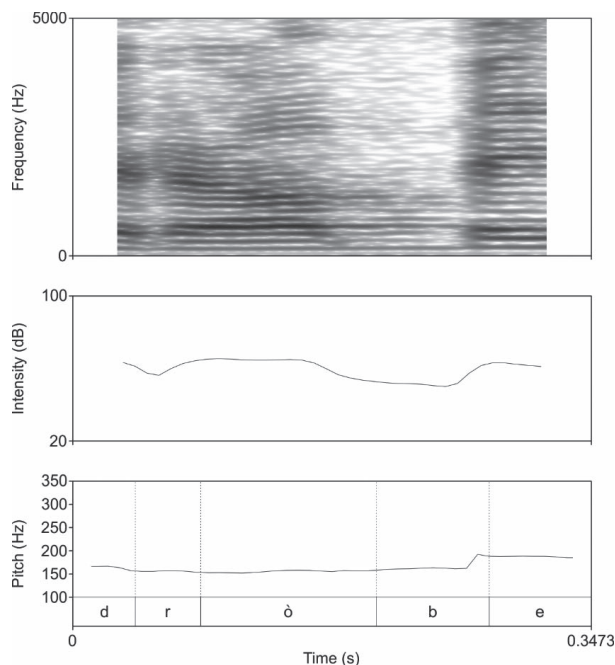 5000
Frequency (Hz)
0
100
Intensity (dB)
20
350
300
250
200
150
100
Pitch (Hz)
d r ò b e
0 0.3473
Time (s)